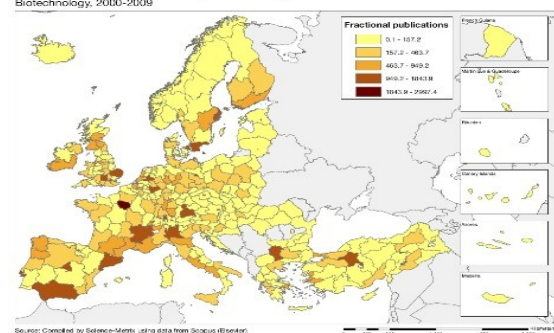 Biotechnology, 2000-2009
Fractional publications
0.1 - 157.2
157.2 - 463.7
463.7 - 949.2
949.2 - 1843.9
1843.9 - 2997.4
French Guiana
Martinique & Guadeloupe
Réunion
Canary Islands
Azores
Madeira
Source: Compiled by Science-Metrix using data from Scopus (Elsevier)